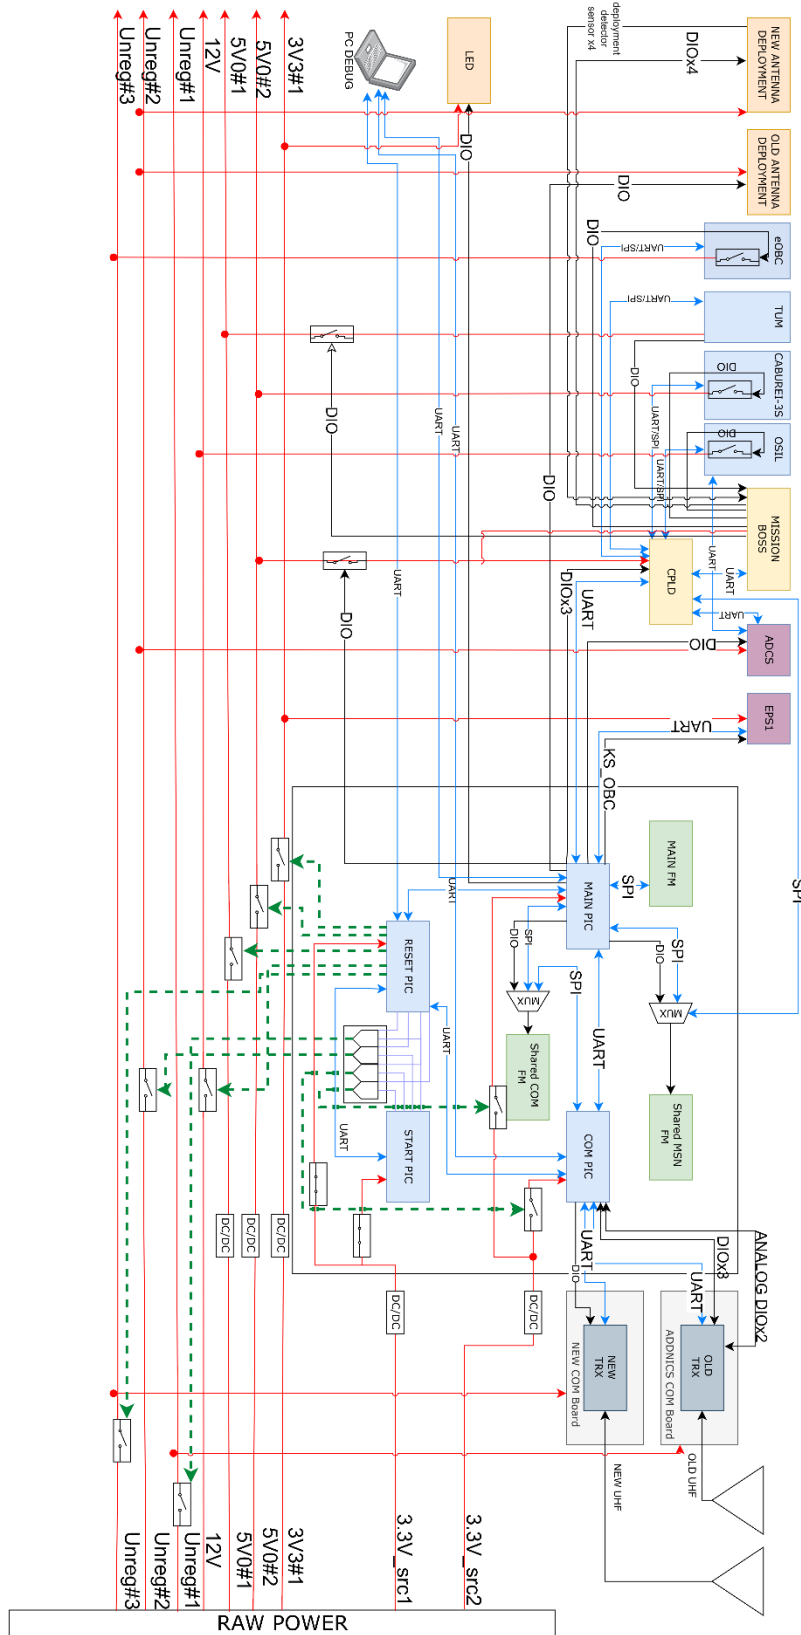 Unreg#3
Unreg#2
Unreg#1
12V
5V0#1
5V0#2
3V3#1
PC DEBUG
LED
deployment
detector
sensor x4
DIOx4
NEW ANTENNA
DEPLOYMENT
OLD ANTENNA
DEPLOYMENT
DIO
DIO
DIO
eOBC
UART/SPI
UART/SPI
TUM
DIO
CABUREI-3S
DIO
UART/SPI
OSIL
DIO
UART/SPI
DIO
UART
UART
DIO
MISSION
BOSS
CPLD
UART
UART
UART
UART
DIOx3
UART
DIO
ADCS
DIO
EPS1
UART
KS_OBC
SPI
MAIN FM
SPI
MAIN PIC
UART
RESET PIC
DIO
SPI
SPI
MUX
SPI
DIO
MUX
Shared COM
FM
UART
UART
Shared MSN
FM
START PIC
UART
COM PIC
DC/DC
DC/DC
DC/DC
DC/DC
DC/DC
UART
DIO
UART
DIOx3
ANALOG DIOx2
NEW
TRX
NEW COM Board
OLD
TRX
ADDNICS COM Board
NEW UHF
OLD UHF
Unreg#3
Unreg#2
Unreg#1
12V
5V0#1
5V0#2
3V3#1
3.3V_src1
3.3V_src2
RAW POWER